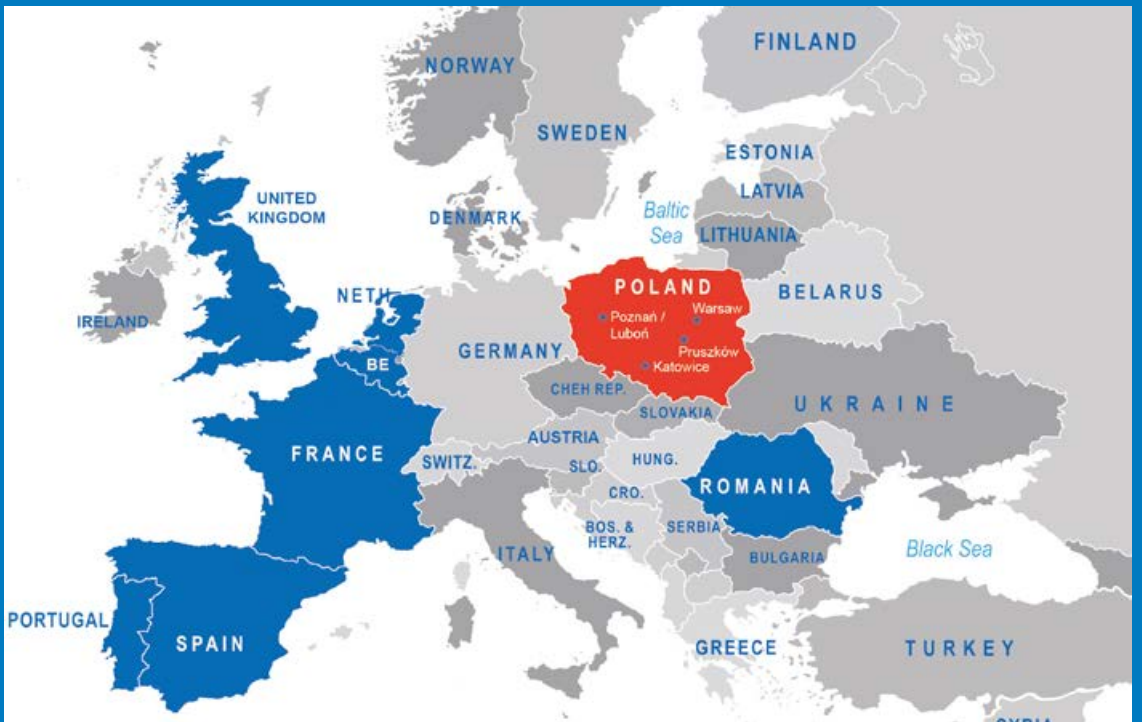 FINLAND
NORWAY
SWEDEN
ESTONIA
LATVIA
UNITED
KINGDOM
DENMARK
Baltic
Sea
LITHUANIA
POLAND
BELARUS
NETH
IRELAND
Warsaw
Poznań /
Luboń
GERMANY
Pruszków
BE
Katowice
CHEH REP.
UKRAINE
SLOVAKIA
AUSTRIA
FRANCE
SWITZ.
HUNG.
SLO.
ROMANIA
CRO.
BOS. &
HERZ.
SERBIA
ITALY
BULGARIA
Black Sea
PORTUGAL
SPAIN
GREECE
TURKEY